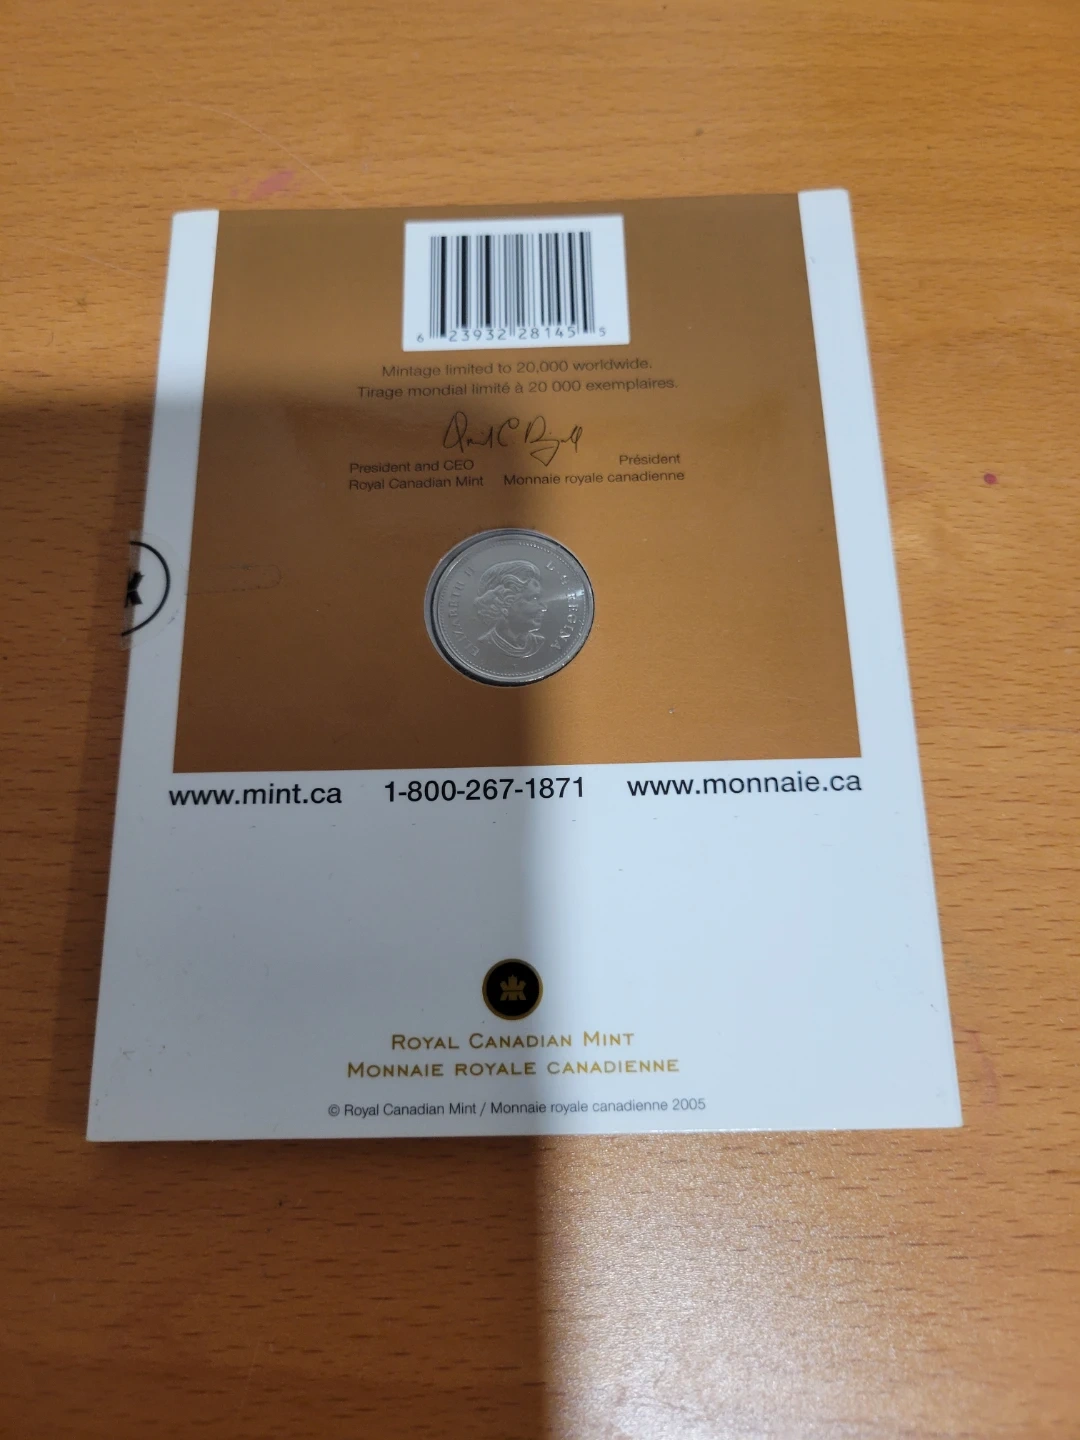 6 23932 28145 5
Mintage limited to 20,000 worldwide.
Tirage mondial limité à 20 000 exemplaires.
President and CEO
Royal Canadian Mint
Président
Monnaie royale canadienne
ELIZABETH II D·G·REGINA
www.mint.ca 1-800-267-1871 www.monnaie.ca
ROYAL CANADIAN MINT
MONNAIE ROYALE CANADIENNE
© Royal Canadian Mint / Monnaie royale canadienne 2005